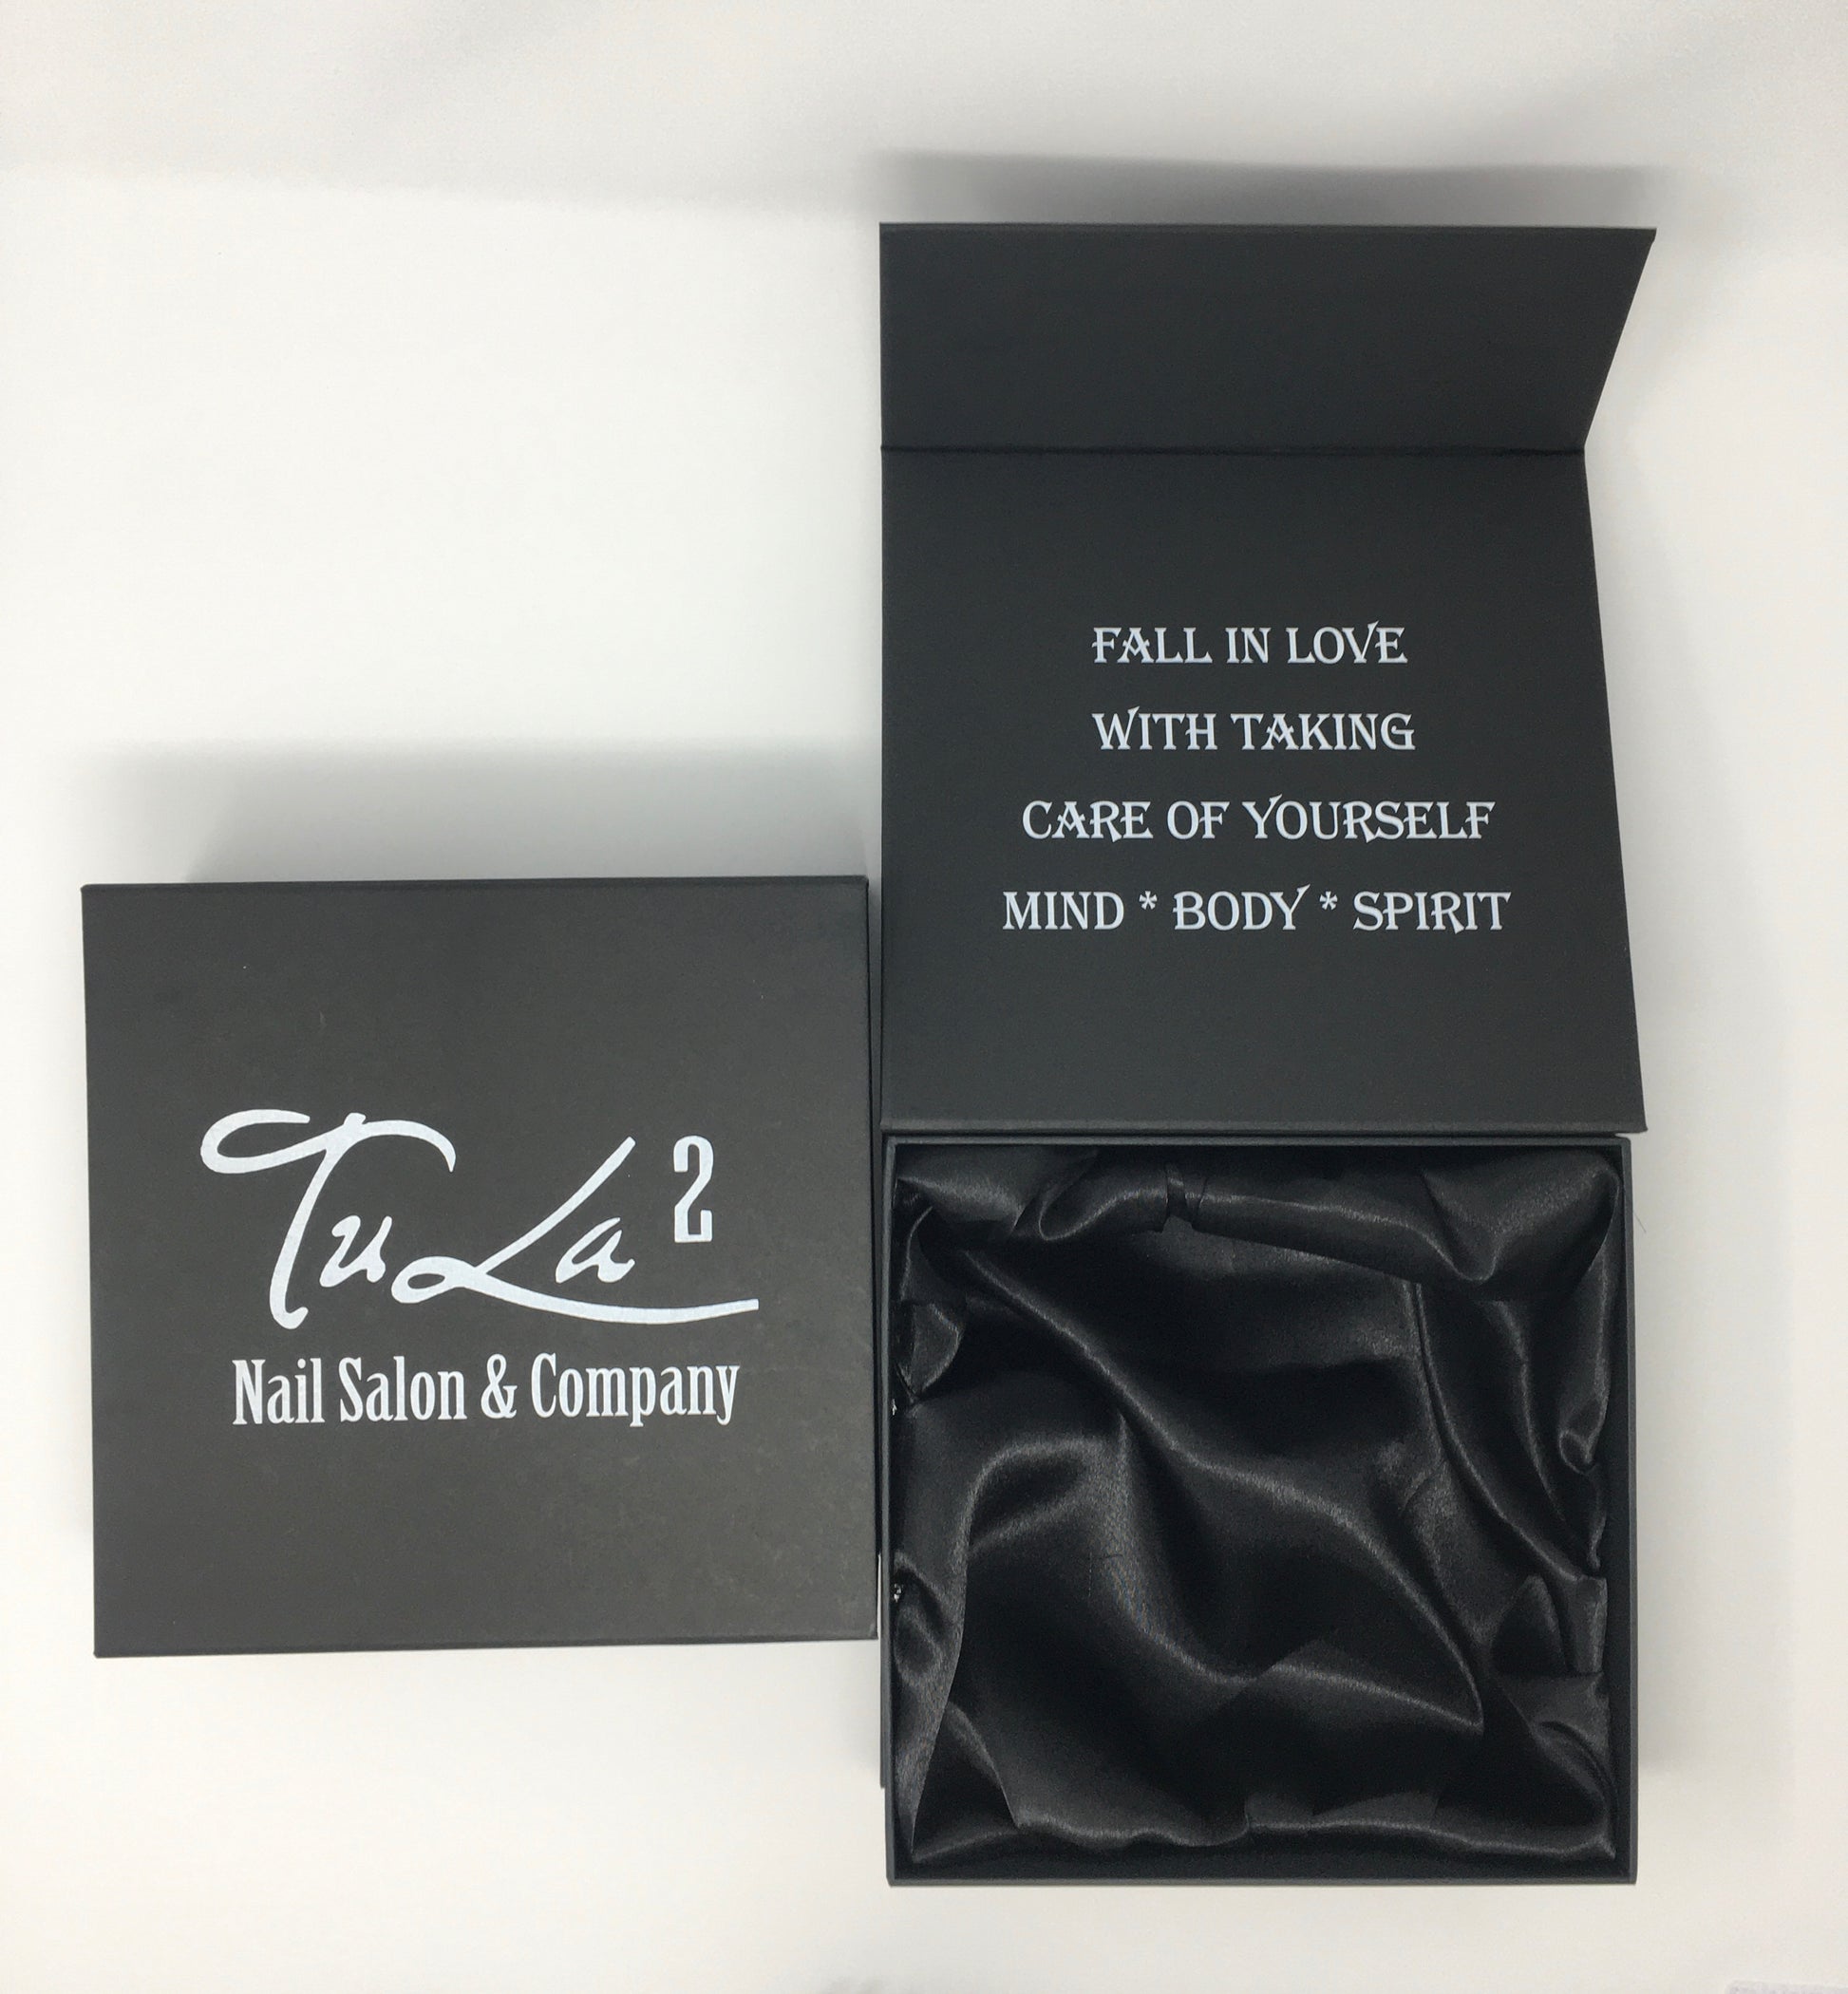 TuLa 2
Nail Salon & Company
FALL IN LOVE
WITH TAKING
CARE OF YOURSELF
MIND * BODY * SPIRIT